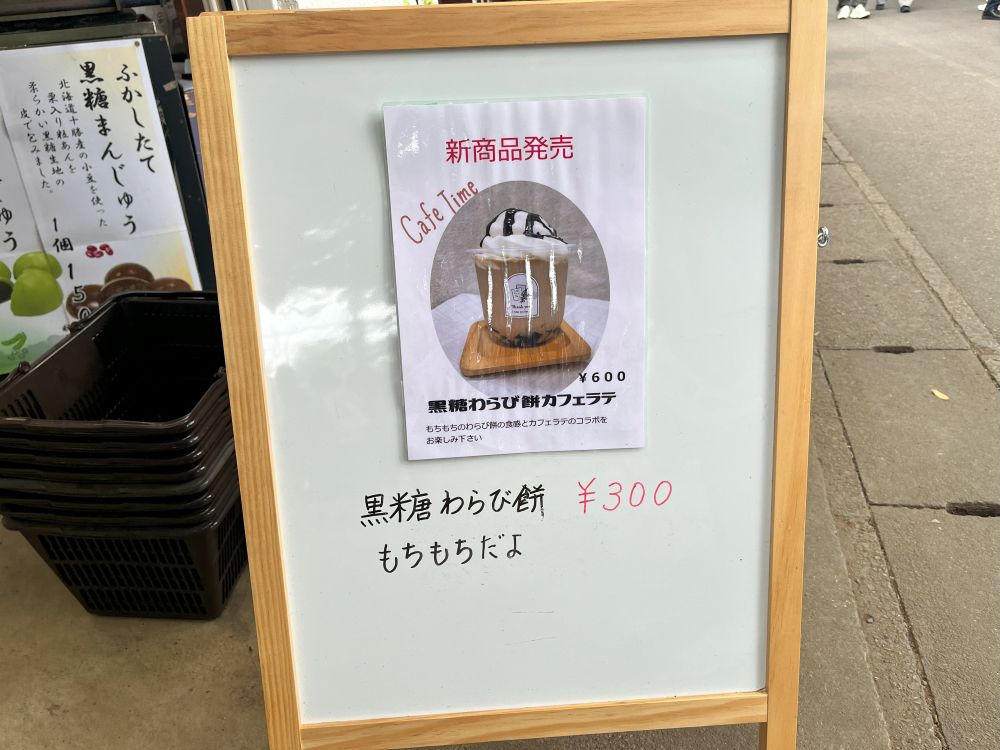 新商品発売
Cafe Time
¥600
黒糖わらび餅カフェラテ
もちもちのわらび餅の食感とカフェラテのコラボを
お楽しみ下さい
黒糖わらび餅 ¥300
もちもちだよ
ふかしたて
黒糖まんじゅう
北海道十勝産の小豆を使った
栗入り粒あんを
柔らかい黒糖生地の
皮で包みました。
1個15